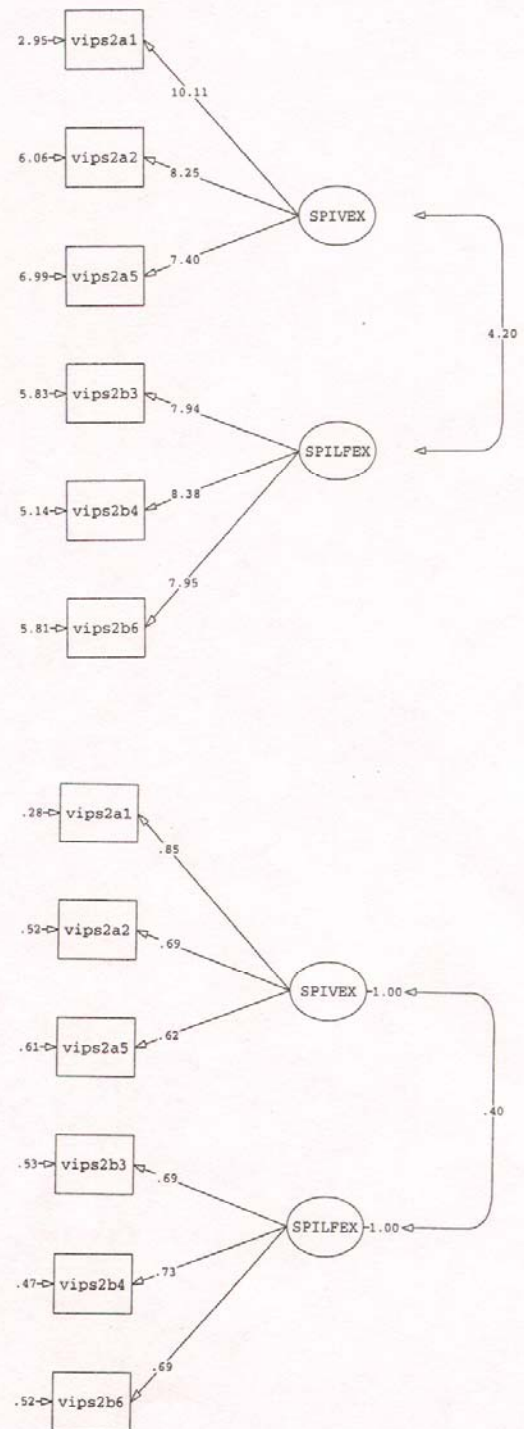 2.95 vips2a1
10.11
6.06 vips2a2
8.25
SPIVEX
6.99 vips2a5
7.40
4.20
5.83 vips2b3
7.94
SPILFEX
5.14 vips2b4
8.38
5.81 vips2b6
7.95
.28 vips2a1
.85
.52 vips2a2
.69
SPIVEX 1.00
.61 vips2a5
.62
.40
.53 vips2b3
.69
SPILFEX 1.00
.47 vips2b4
.73
.52 vips2b6
.69